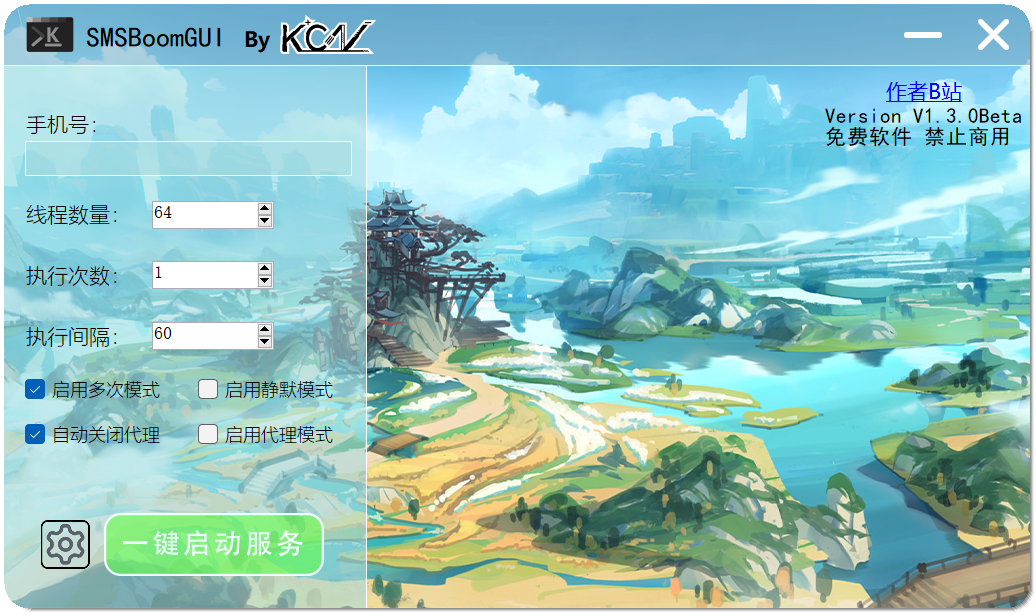 SMSBoomGUI By KCN
作者B站
Version V1.3.0Beta
免费软件 禁止商用
手机号:
线程数量: 64
执行次数: 1
执行间隔: 60
启用多次模式 启用静默模式
自动关闭代理 启用代理模式
一键启动服务